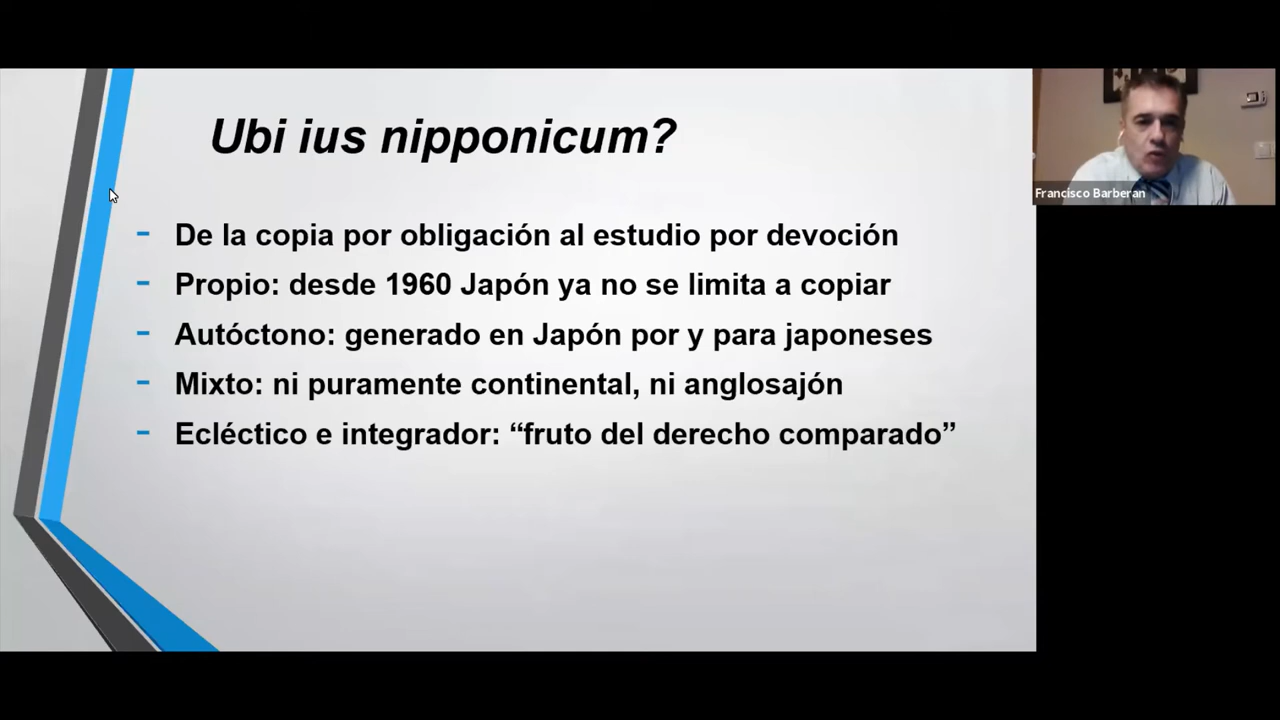 Ubi ius nipponicum?
- De la copia por obligación al estudio por devoción
- Propio: desde 1960 Japón ya no se limita a copiar
- Autóctono: generado en Japón por y para japoneses
- Mixto: ni puramente continental, ni anglosajón
- Ecléctico e integrador: “fruto del derecho comparado”
Francisco Barberan